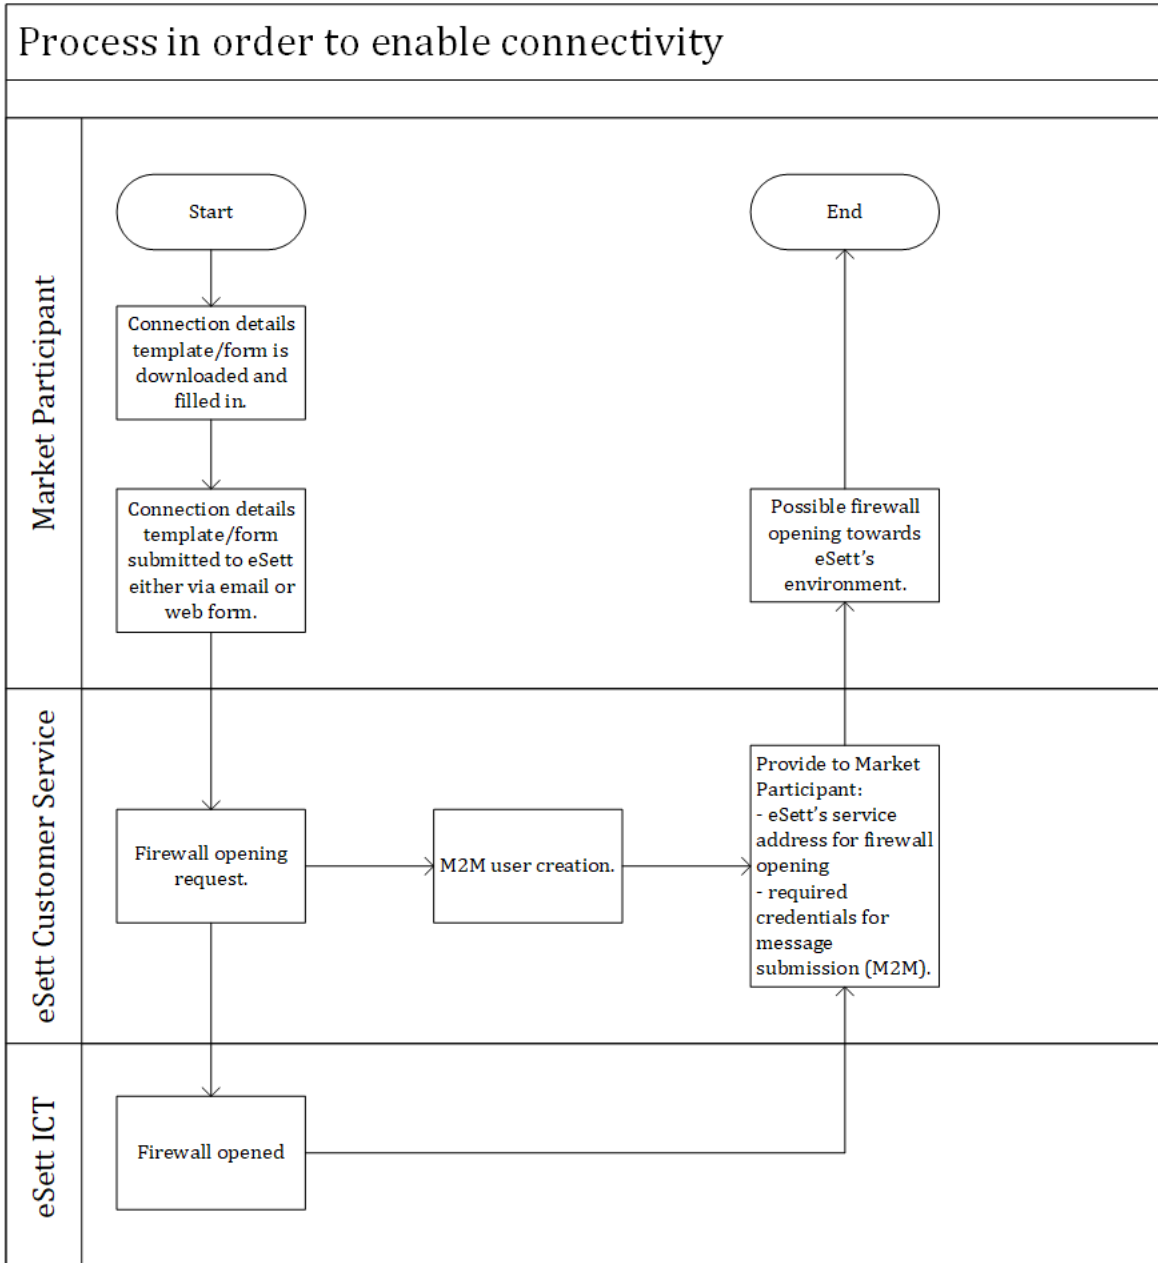 Process in order to enable connectivity
Market Participant
Start
End
Connection details
template/form is
downloaded and
filled in.
Connection details
template/form
submitted to eSett
either via email or
web form.
Possible firewall
opening towards
eSett’s
environment.
eSett Customer Service
Firewall opening
request.
M2M user creation.
Provide to Market
Participant:
- eSett’s service
address for firewall
opening
- required
credentials for
message
submission (M2M).
eSett ICT
Firewall opened